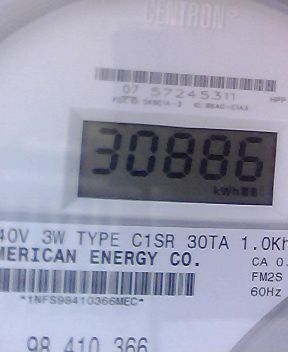 CENTRON
07 57245311 HPP
30886
kWh
40V 3W TYPE C1SR 30TA 1.0Kh
MERICAN ENERGY CO.
CA 0.
FM2S
60Hz
*1NFS98410366MEC*
98 410 366